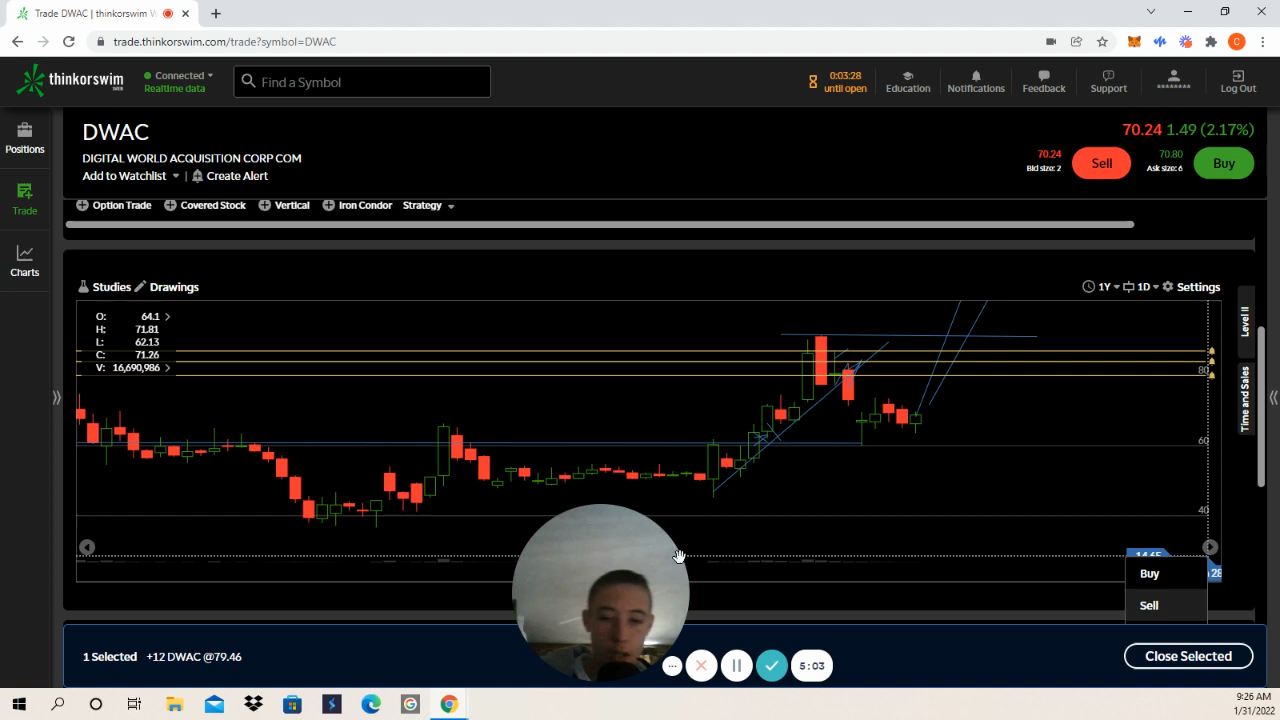 Trade DWAC | thinkorswim
trade.thinkorswim.com/trade?symbol=DWAC
C
thinkorswim
WEB
Connected
Realtime data
Find a Symbol
0:03:28
until open
Education
Notifications
Feedback
Support
********
Log Out
Positions
Trade
Charts
DWAC
DIGITAL WORLD ACQUISITION CORP COM
Add to Watchlist | Create Alert
70.24 1.49 (2.17%)
70.24
Bid size: 2
Sell
70.80
Ask size: 6
Buy
Option Trade
Covered Stock
Vertical
Iron Condor
Strategy
Studies
Drawings
1Y
1D
Settings
O: 64.1
H: 71.81
L: 62.13
C: 71.26
V: 16,690,986
80
60
40
14.65
28
Level II
Time and Sales
Buy
Sell
1 Selected
+12 DWAC @79.46
5:03
Close Selected
9:26 AM
1/31/2022